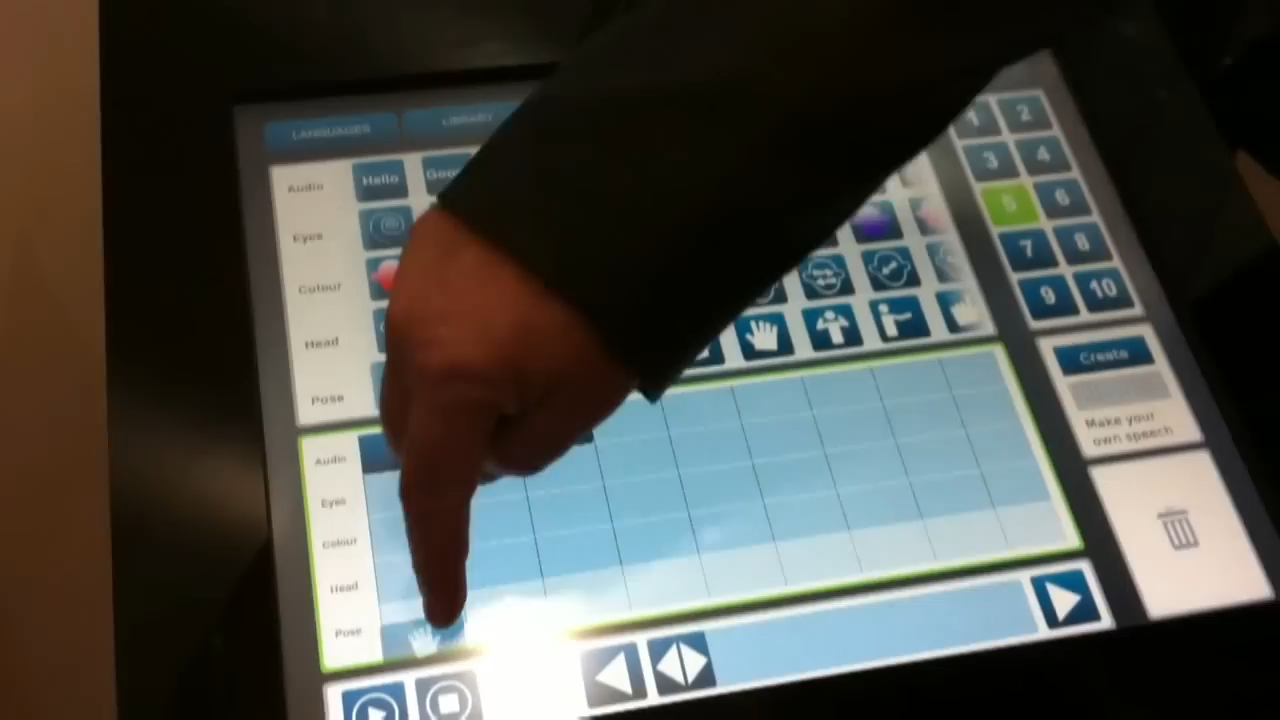 LANGUAGES
LIBRARY
Audio
Hello
Eyes
Colour
Head
Pose
1
2
3
4
5
6
7
8
9
10
Create
Make your
own speech
Audio
Eyes
Colour
Head
Pose